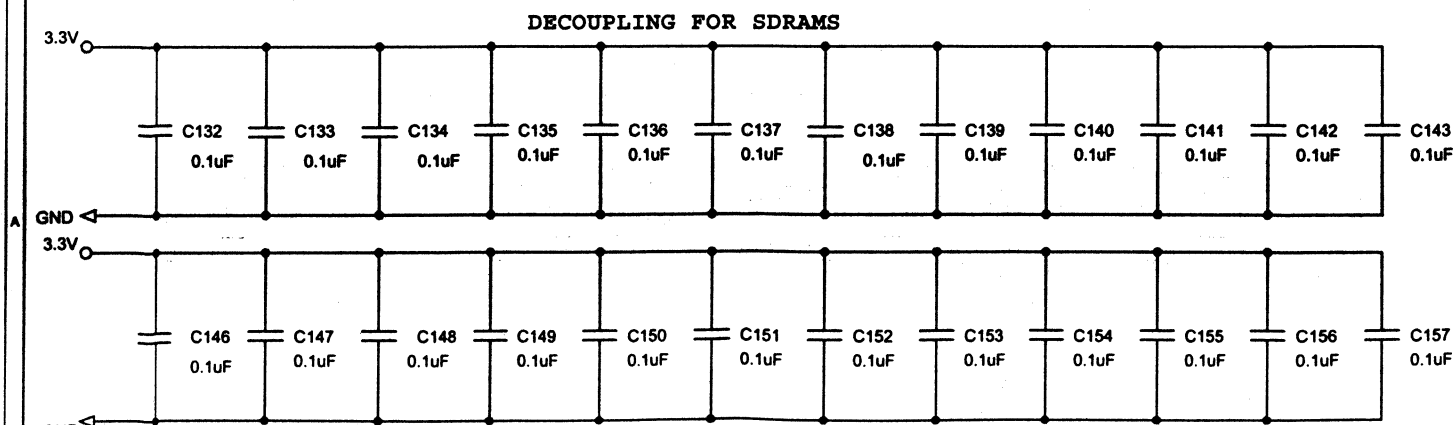 DECOUPLING FOR SDRAMS
3.3V
C132 C133 C134 C135 C136 C137 C138 C139 C140 C141 C142 C143
0.1uF 0.1uF 0.1uF 0.1uF 0.1uF 0.1uF 0.1uF 0.1uF 0.1uF 0.1uF 0.1uF 0.1uF
A GND
3.3V
C146 C147 C148 C149 C150 C151 C152 C153 C154 C155 C156 C157
0.1uF 0.1uF 0.1uF 0.1uF 0.1uF 0.1uF 0.1uF 0.1uF 0.1uF 0.1uF 0.1uF 0.1uF